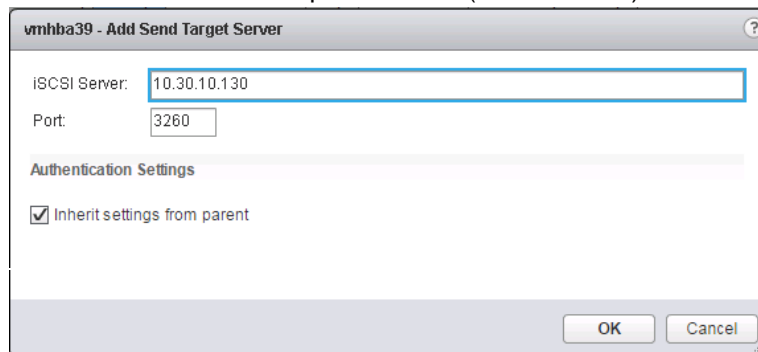 vmhba39 - Add Send Target Server ?
iSCSI Server: 10.30.10.130
Port: 3260
Authentication Settings
Inherit settings from parent
OK Cancel